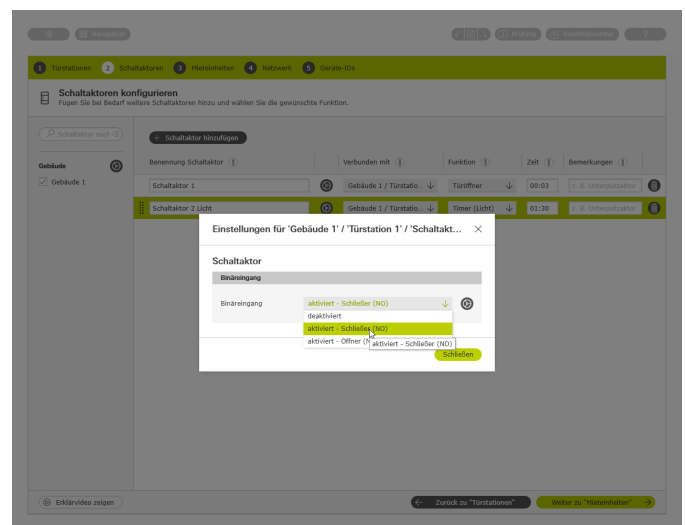 Navigation
Prüfung
Inbetriebnahme
?
1 Türstationen 2 Schaltaktoren 3 Mieteinheiten 4 Netzwerk 5 Geräte-IDs
Schaltaktoren konfigurieren
Fügen Sie bei Bedarf weitere Schaltaktoren hinzu und wählen Sie die gewünschte Funktion.
Schaltaktor such
+ Schaltaktor hinzufügen
Gebäude
Benennung Schaltaktor Verbunden mit Funktion Zeit Bemerkungen
Gebäude 1
Schaltaktor 1 Gebäude 1 / Türstatio... Türöffner 00:03 z. B. Unterputzaktor
Schaltaktor 2 Licht Gebäude 1 / Türstatio... Timer (Licht) 01:30 z. B. Unterputzaktor
Einstellungen für 'Gebäude 1' / 'Türstation 1' / 'Schaltakt...
Schaltaktor
Binäreingang
Binäreingang aktiviert - Schließer (NO)
deaktiviert
aktiviert - Schließer (NO)
aktiviert - Öffner (N
aktiviert - Schließer (NO)
Schließen
Erklärvideo zeigen
Zurück zu "Türstationen"
Weiter zu "Mieteinheiten"